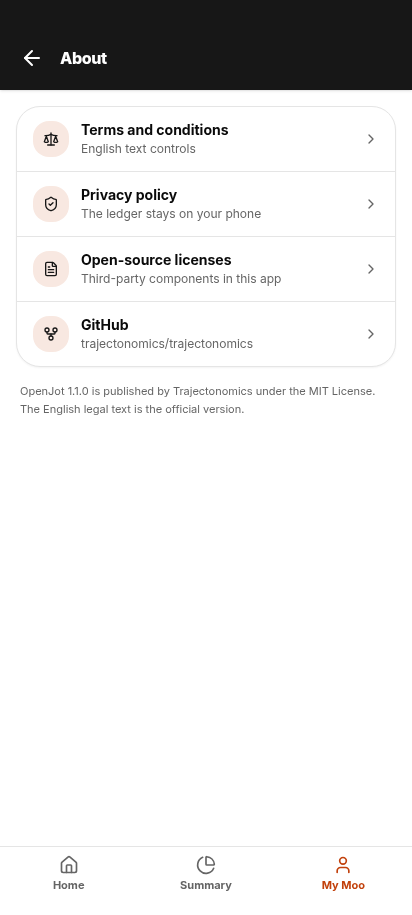 About
Terms and conditions
English text controls
Privacy policy
The ledger stays on your phone
Open-source licenses
Third-party components in this app
GitHub
trajectonomics/trajectonomics
OpenJot 1.1.0 is published by Trajectonomics under the MIT License.
The English legal text is the official version.
Home
Summary
My Moo